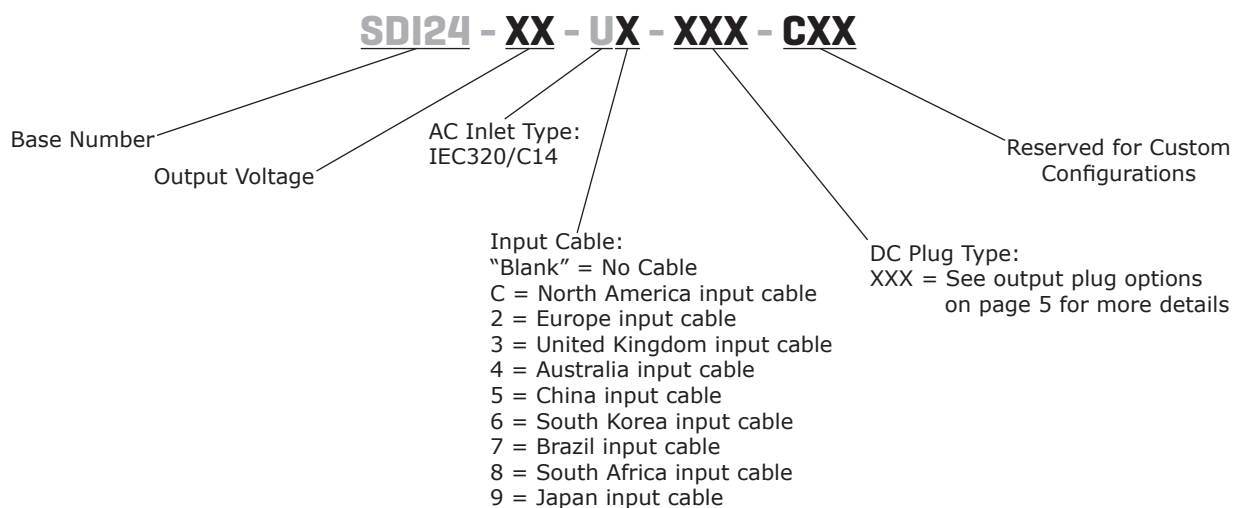 SDI24 - XX - UX - XXX - CXX
Base Number
Output Voltage
AC Inlet Type:
IEC320/C14
Input Cable:
“Blank” = No Cable
C = North America input cable
2 = Europe input cable
3 = United Kingdom input cable
4 = Australia input cable
5 = China input cable
6 = South Korea input cable
7 = Brazil input cable
8 = South Africa input cable
9 = Japan input cable
DC Plug Type:
XXX = See output plug options
on page 5 for more details
Reserved for Custom
Configurations